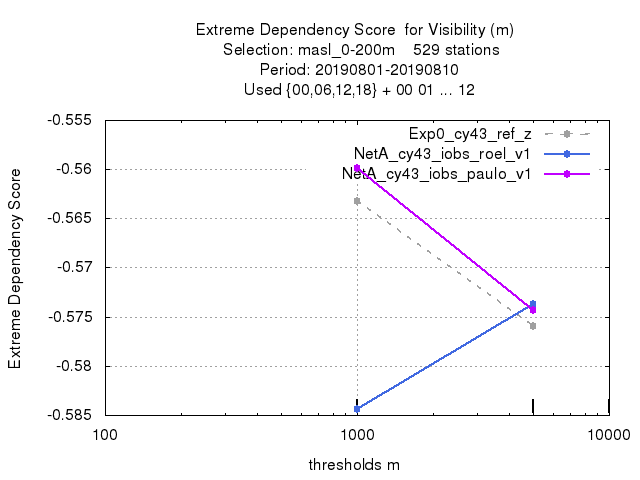 Extreme Dependency Score  for Visibility (m)
Selection: masl_0-200m    529 stations
Period: 20190801-20190810
Used {00,06,12,18} + 00 01 ... 12
Exp0_cy43_ref_z
NetA_cy43_iobs_roel_v1
NetA_cy43_iobs_paulo_v1
Extreme Dependency Score
-0.555
-0.56
-0.565
-0.57
-0.575
-0.58
-0.585
100 1000 10000
thresholds m